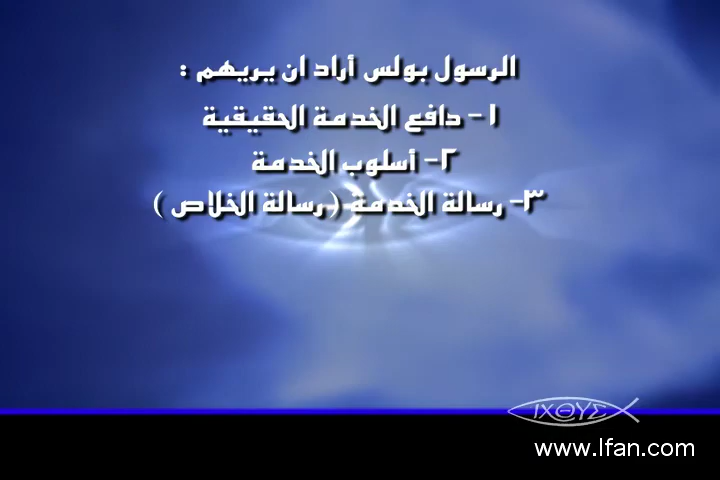 الرسول بولس أراد ان يريهم :
١- دافع الخدمة الحقيقية
٢- أسلوب الخدمة
٣- رسالة الخدمة (رسالة الخلاص )
ΙΧΘΥΣ
www.lfan.com